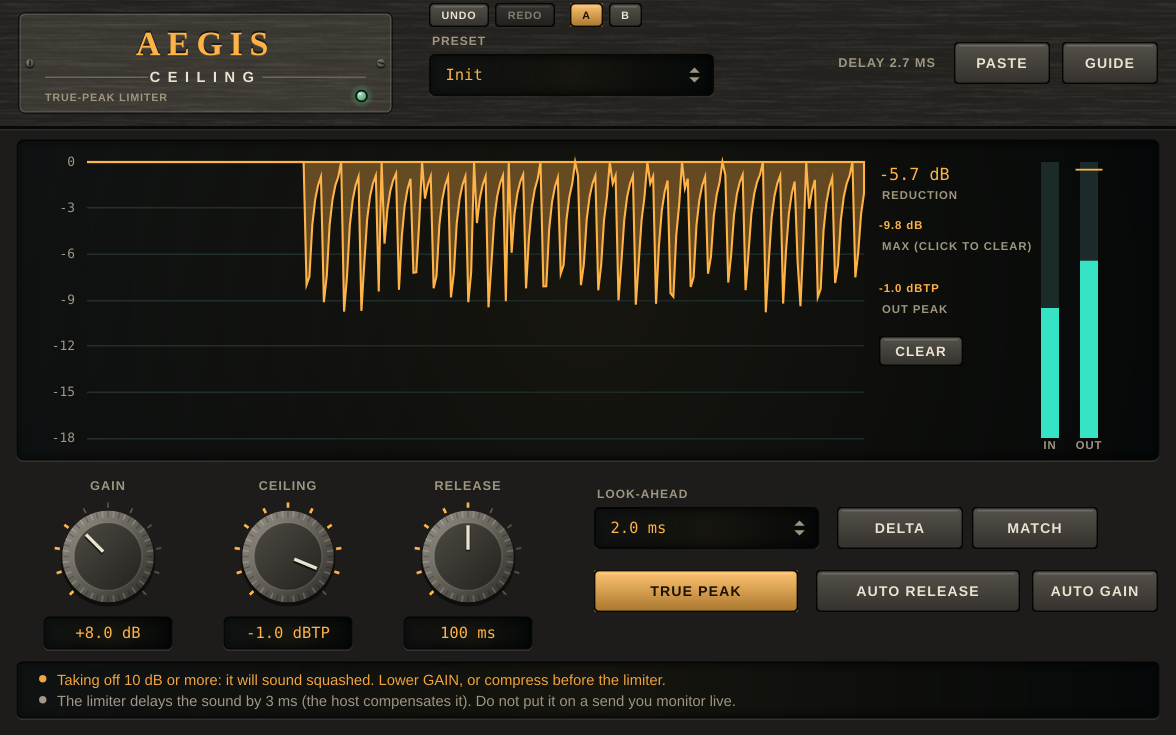 UNDO REDO A B
AEGIS
CEILING
TRUE-PEAK LIMITER
PRESET
Init
DELAY 2.7 MS
PASTE
GUIDE
0
-3
-6
-9
-12
-15
-18
-5.7 dB
REDUCTION
-9.8 dB
MAX (CLICK TO CLEAR)
-1.0 dBTP
OUT PEAK
CLEAR
IN OUT
GAIN
+8.0 dB
CEILING
-1.0 dBTP
RELEASE
100 ms
LOOK-AHEAD
2.0 ms
DELTA
MATCH
TRUE PEAK
AUTO RELEASE
AUTO GAIN
Taking off 10 dB or more: it will sound squashed. Lower GAIN, or compress before the limiter.
The limiter delays the sound by 3 ms (the host compensates it). Do not put it on a send you monitor live.